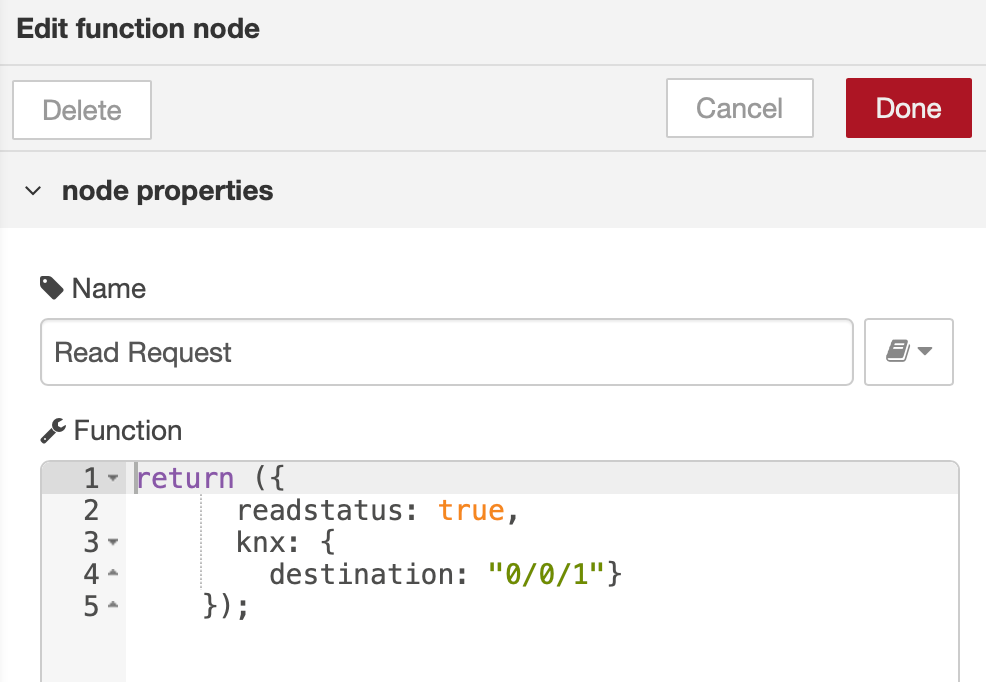 Edit function node
Delete
Cancel
Done
node properties
Name
Read Request
Function
1 return ({
2 readstatus: true,
3 knx: {
4 destination: "0/0/1"}
5 });